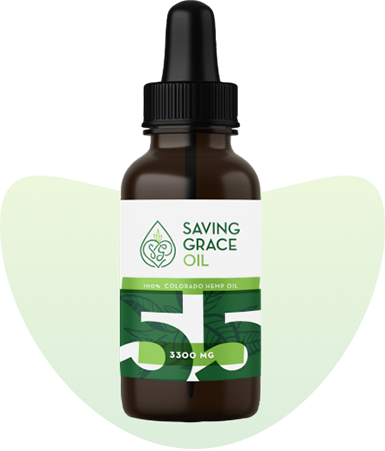 SAVING
GRACE
OIL
100% COLORADO HEMP OIL
55
3300 MG